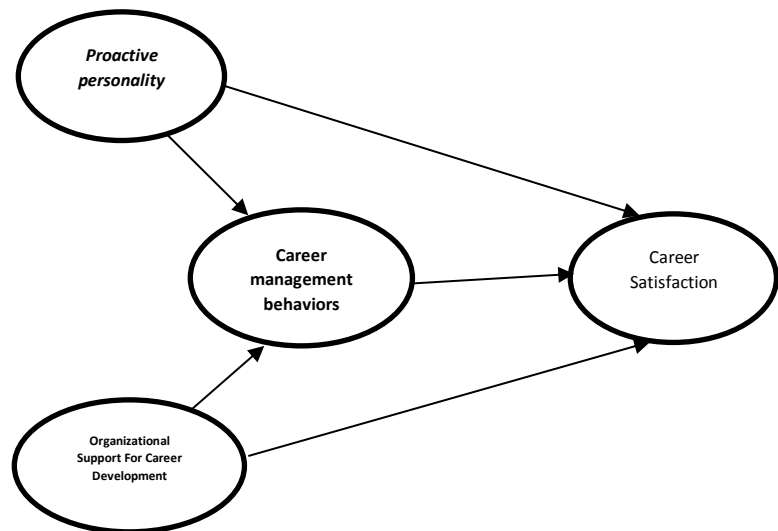 Proactive
personality
Career
management
behaviors
Career
Satisfaction
Organizational
Support For Career
Development